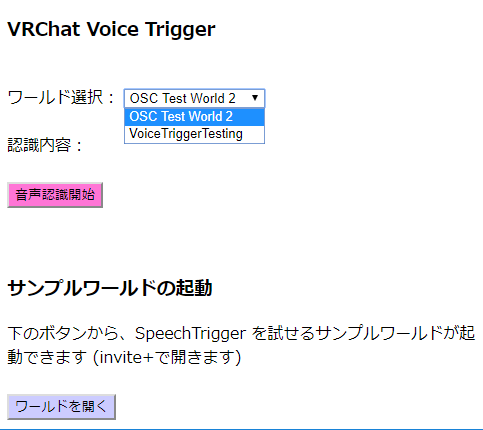 VRChat Voice Trigger
ワールド選択： OSC Test World 2
OSC Test World 2
VoiceTriggerTesting
認識内容：
音声認識開始
サンプルワールドの起動
下のボタンから、SpeechTrigger を試せるサンプルワールドが起
動できます (invite+で開きます)
ワールドを開く